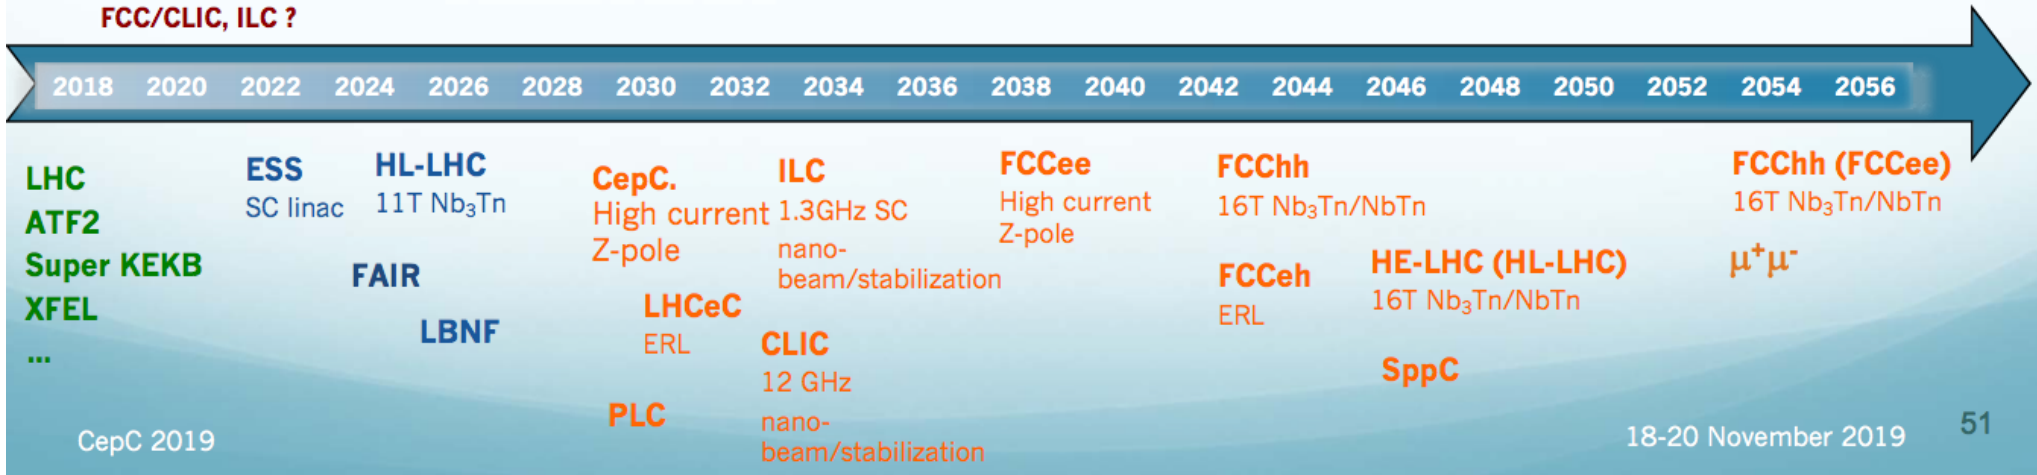 FCC/CLIC, ILC ?
2018 2020 2022 2024 2026 2028 2030 2032 2034 2036 2038 2040 2042 2044 2046 2048 2050 2052 2054 2056
LHC
ATF2
Super KEKB
XFEL
...
ESS
SC linac
HL-LHC
11T Nb₃Tn
FAIR
LBNF
CepC.
High current
Z-pole
LHCeC
ERL
PLC
ILC
1.3GHz SC
nano-
beam/stabilization
CLIC
12 GHz
nano-
beam/stabilization
FCCee
High current
Z-pole
FCChh
16T Nb₃Tn/NbTn
FCCeh
ERL
HE-LHC (HL-LHC)
16T Nb₃Tn/NbTn
SppC
FCChh (FCCee)
16T Nb₃Tn/NbTn
μ⁺μ⁻
CepC 2019
18-20 November 2019
51